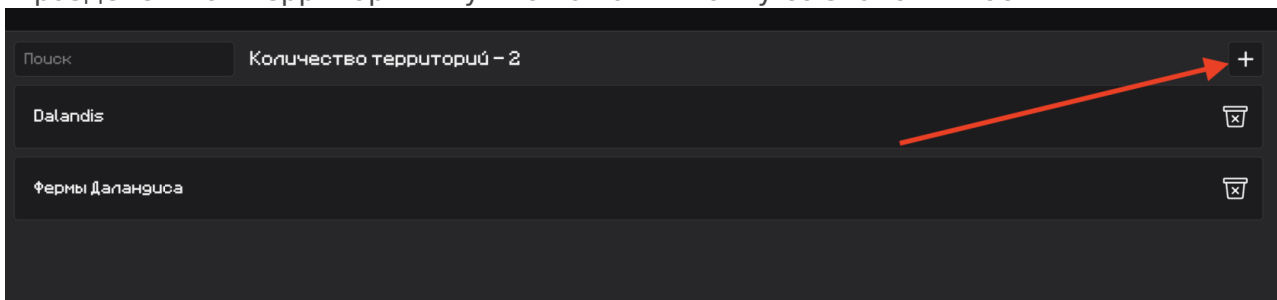 Поиск
Количество территорий - 2
Dalandis
Фермы Даландиса